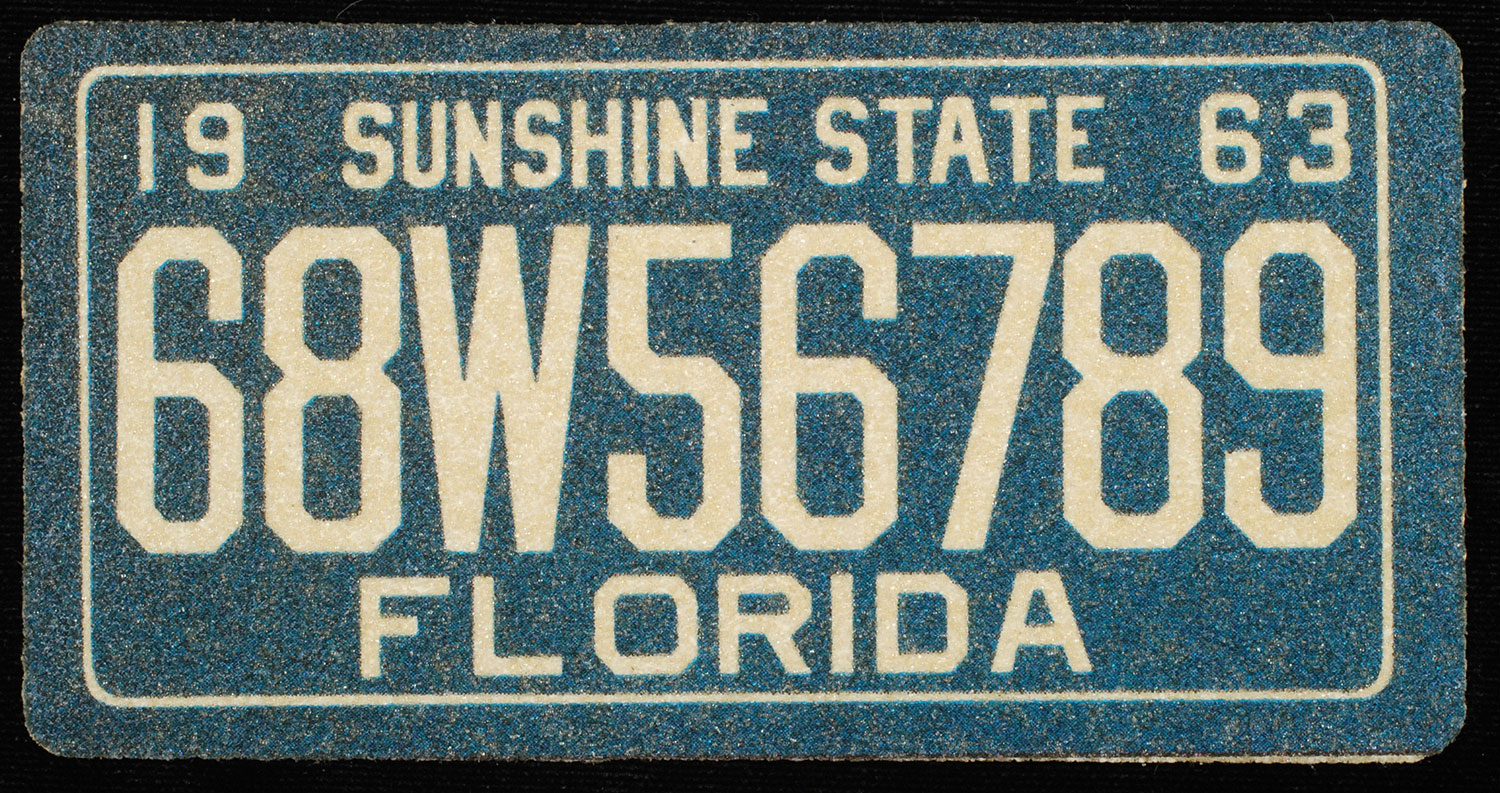 19 SUNSHINE STATE 63
68W56789
FLORIDA